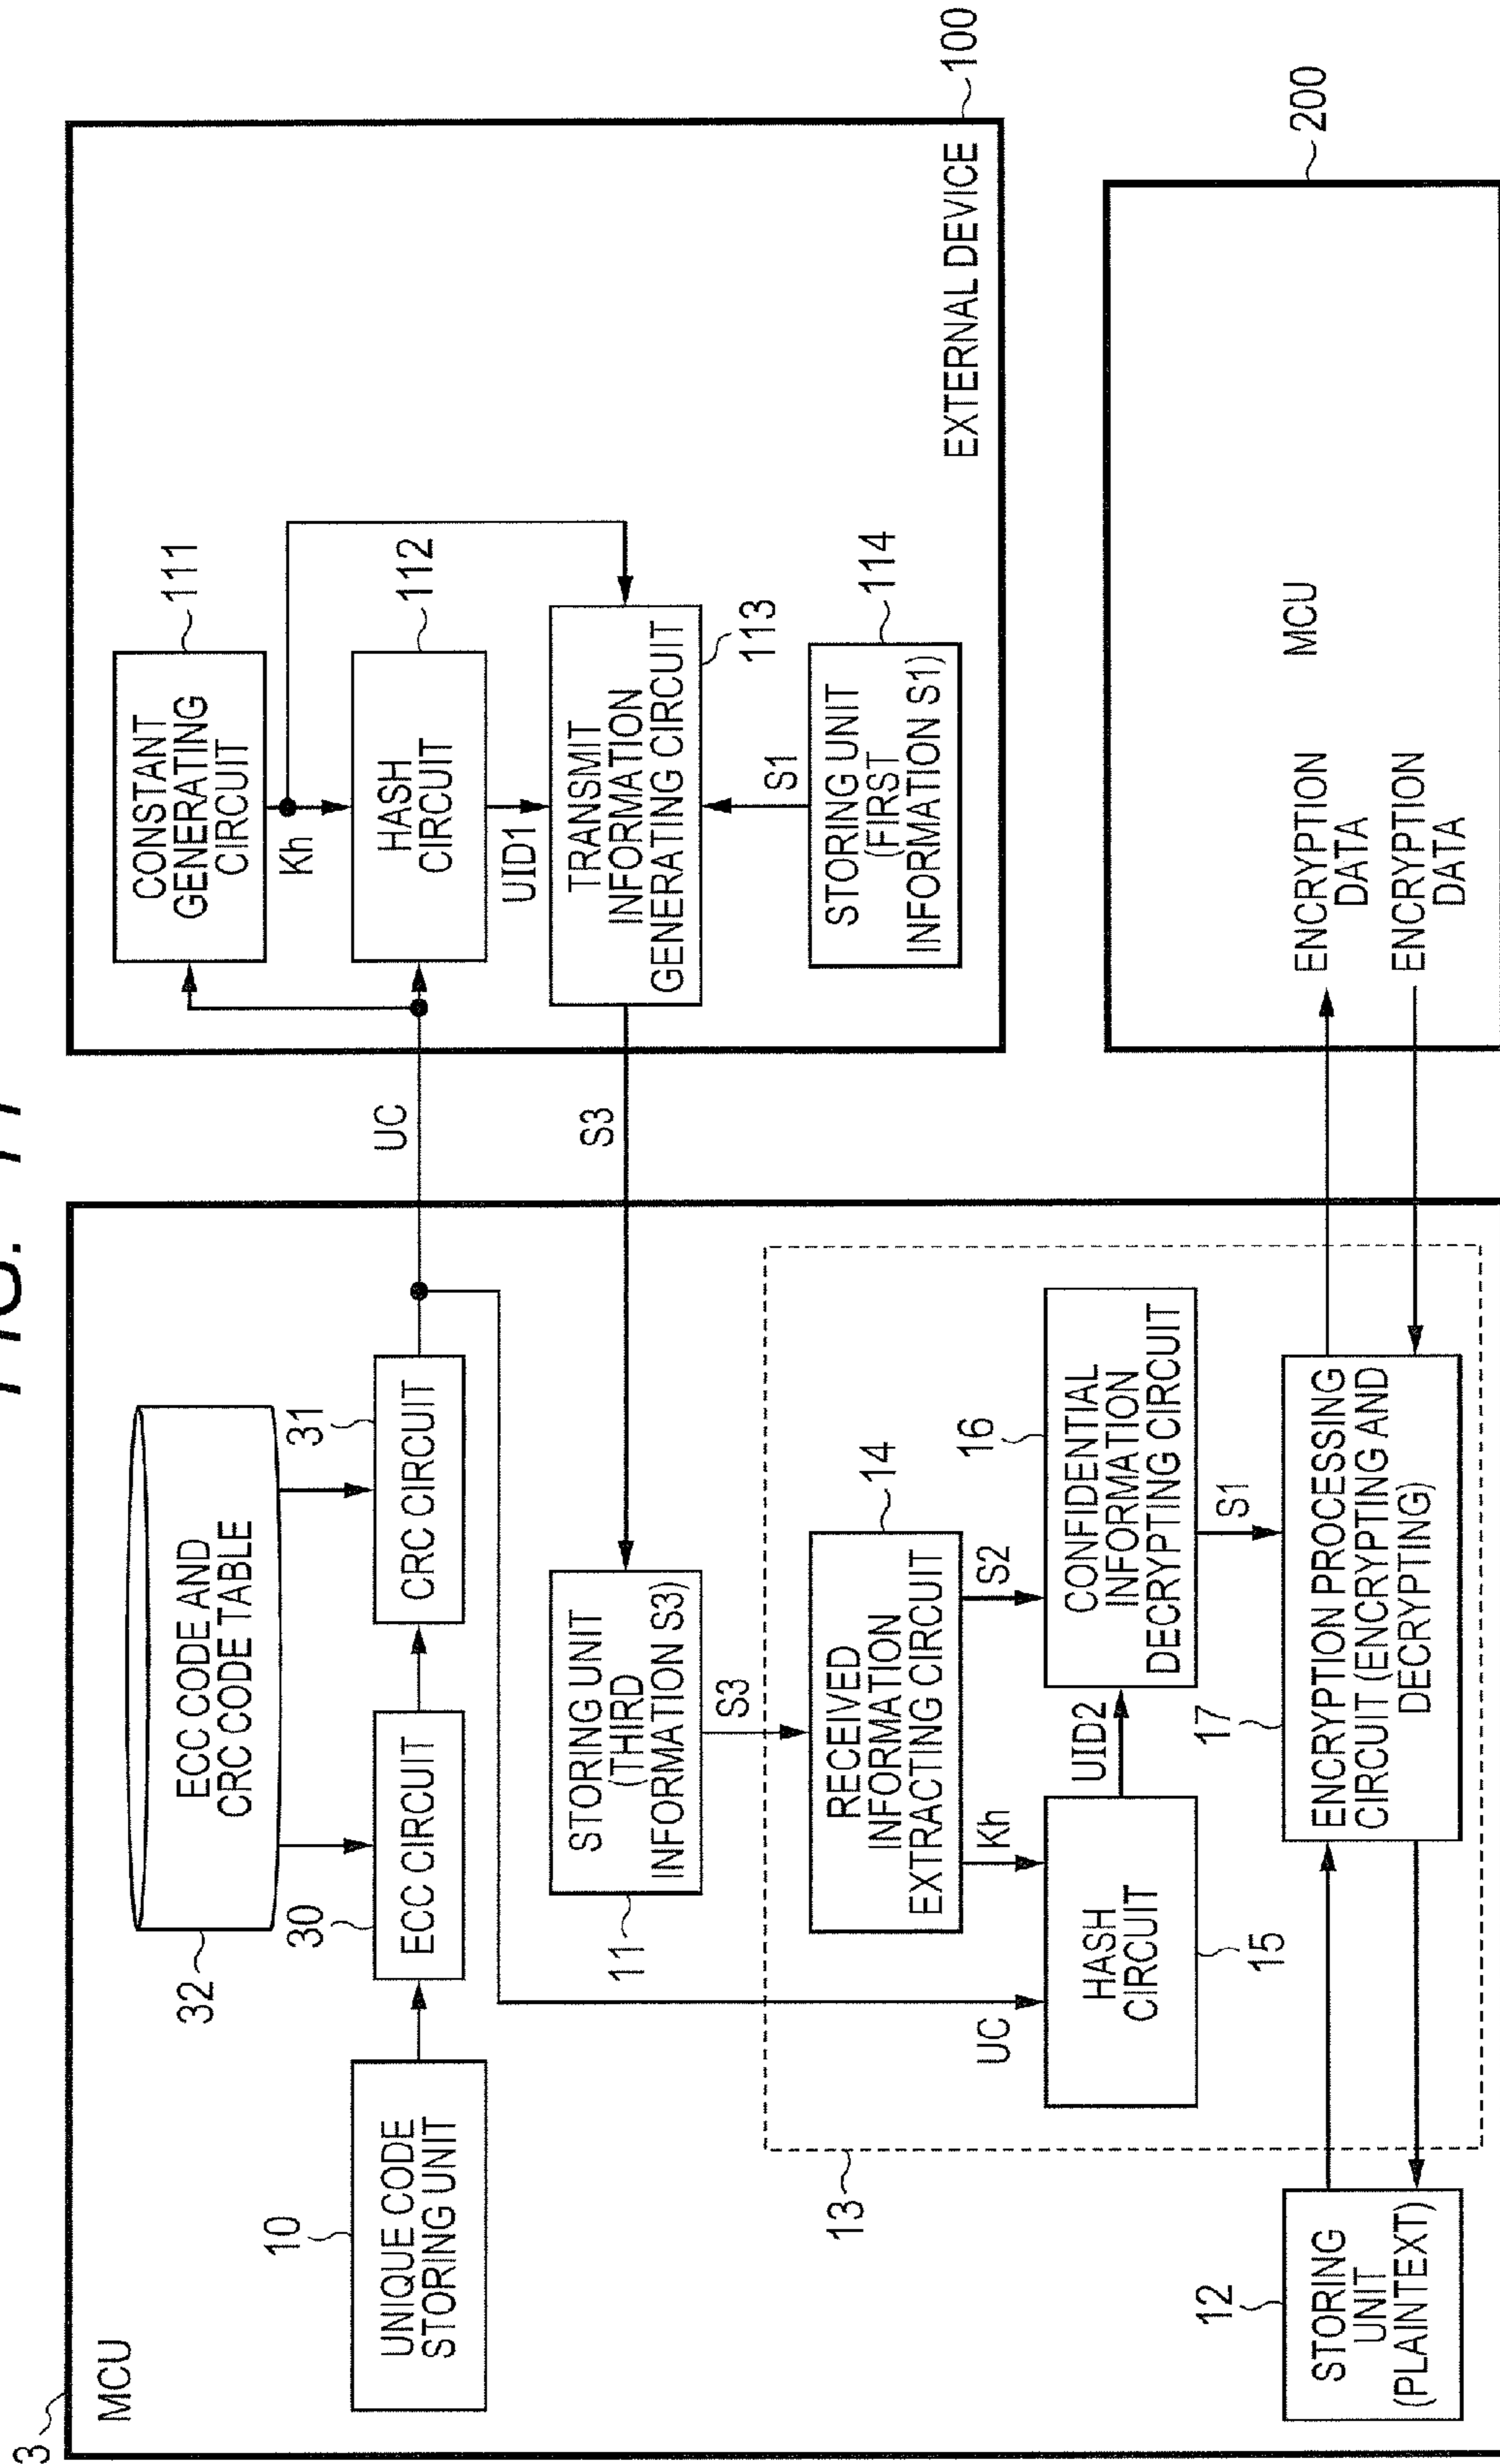 FIG.
3
MCU
10
UNIQUE CODE
STORING UNIT
32
ECC CODE AND
CRC CODE TABLE
30
ECC CIRCUIT
31
CRC CIRCUIT
UC
11
STORING UNIT
(THIRD
INFORMATION S3)
S3
S3
13
14
RECEIVED
INFORMATION
EXTRACTING CIRCUIT
Kh
S2
UC
HASH
CIRCUIT
15
UID2
16
CONFIDENTIAL
INFORMATION
DECRYPTING CIRCUIT
S1
12
STORING
UNIT
(PLAINTEXT)
17
ENCRYPTION PROCESSING
CIRCUIT (ENCRYPTING AND
DECRYPTING)
100
EXTERNAL DEVICE
CONSTANT
GENERATING
CIRCUIT
111
Kh
HASH
CIRCUIT
112
UID1
TRANSMIT
INFORMATION
GENERATING CIRCUIT
113
S1
STORING UNIT
(FIRST
INFORMATION S1)
114
200
MCU
ENCRYPTION
DATA
ENCRYPTION
DATA